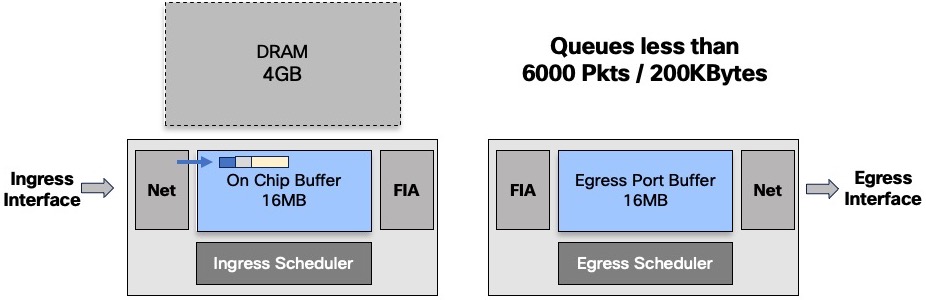 DRAM
4GB
Queues less than
6000 Pkts / 200KBytes
Ingress
Interface
Net
On Chip Buffer
16MB
FIA
Ingress Scheduler
FIA
Egress Port Buffer
16MB
Net
Egress Scheduler
Egress
Interface